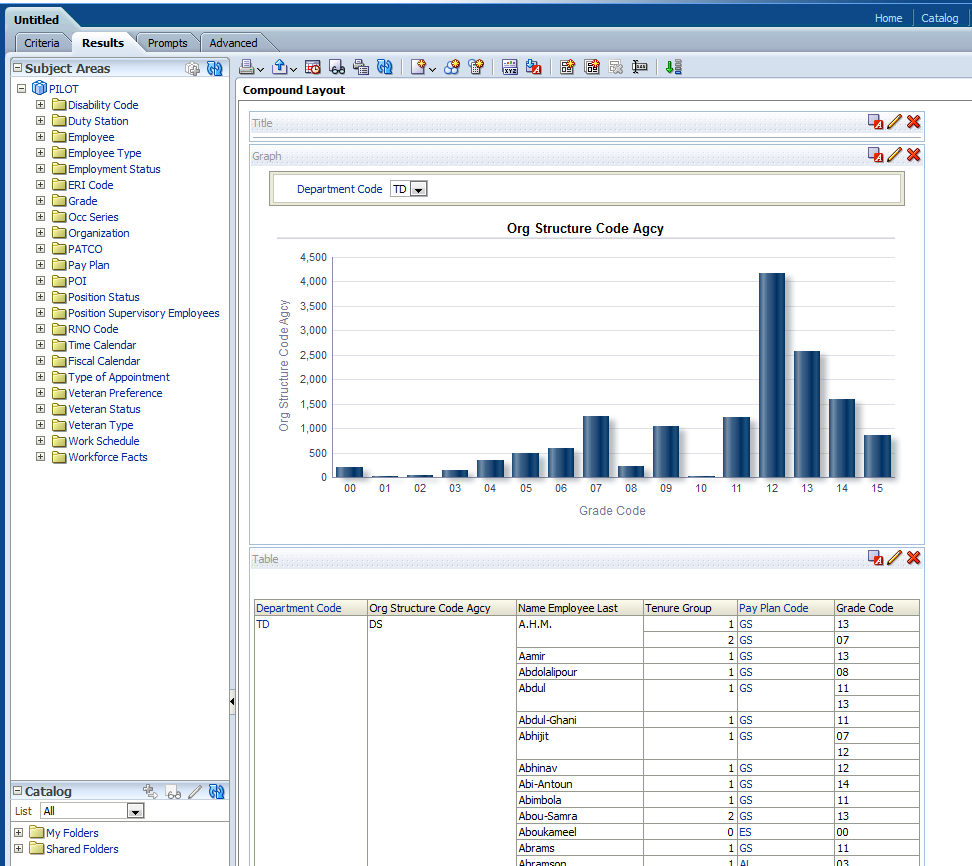 Untitled
Home
Catalog
Criteria
Results
Prompts
Advanced
Subject Areas
PILOT
Disability Code
Duty Station
Employee
Employee Type
Employment Status
ERI Code
Grade
Occ Series
Organization
PATCO
Pay Plan
POI
Position Status
Position Supervisory Employees
RNO Code
Time Calendar
Fiscal Calendar
Type of Appointment
Veteran Preference
Veteran Status
Veteran Type
Work Schedule
Workforce Facts
Catalog
List All
My Folders
Shared Folders
Compound Layout
Title
Graph
Department Code TD
Org Structure Code Agcy
Org Structure Code Agcy
4,500
4,000
3,500
3,000
2,500
2,000
1,500
1,000
500
0
00 01 02 03 04 05 06 07 08 09 10 11 12 13 14 15
Grade Code
Table
Department Code Org Structure Code Agcy Name Employee Last Tenure Group Pay Plan Code Grade Code
TD DS A.H.M. 1 GS 13
2 GS 07
Aamir 1 GS 13
Abdolalipour 1 GS 08
Abdul 1 GS 11
13
Abdul-Ghani 1 GS 11
Abhijit 1 GS 07
12
Abhinav 1 GS 12
Abi-Antoun 1 GS 14
Abimbola 1 GS 11
Abou-Samra 2 GS 13
Aboukameel 0 ES 00
Abrams 1 GS 11
Abramson 1 AL 03